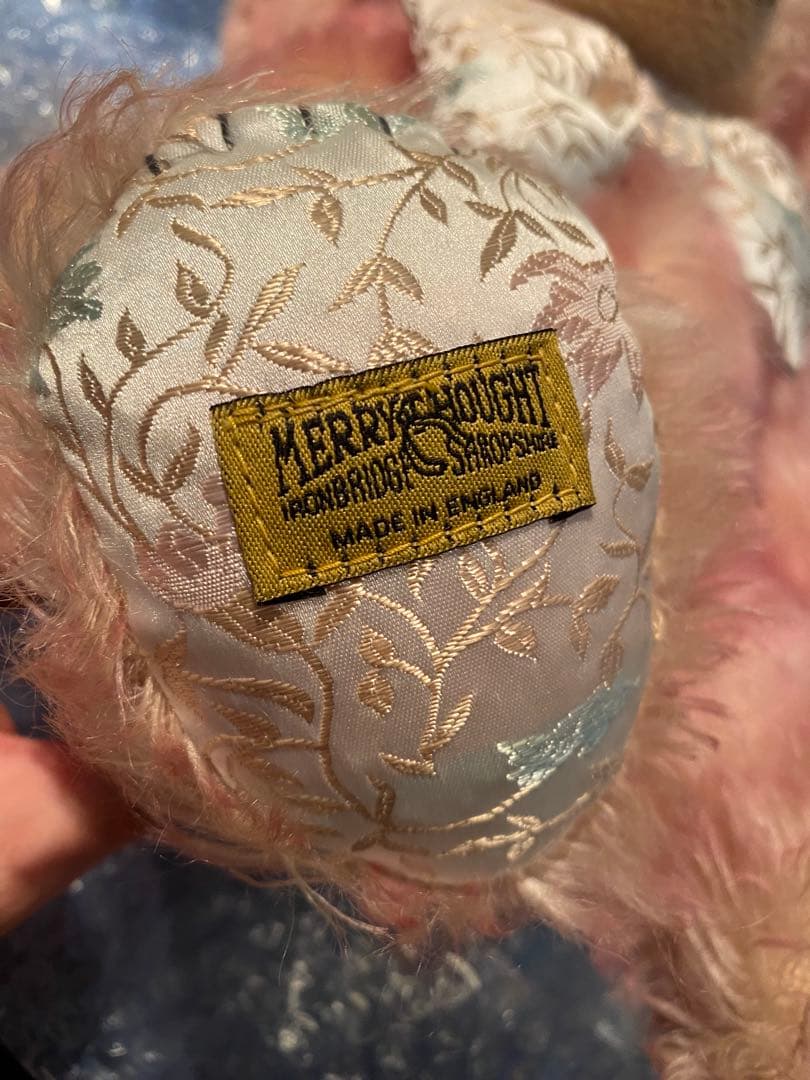 MERRYTHOUGHT
IRONBRIDGE SHROPSHIRE
MADE IN ENGLAND